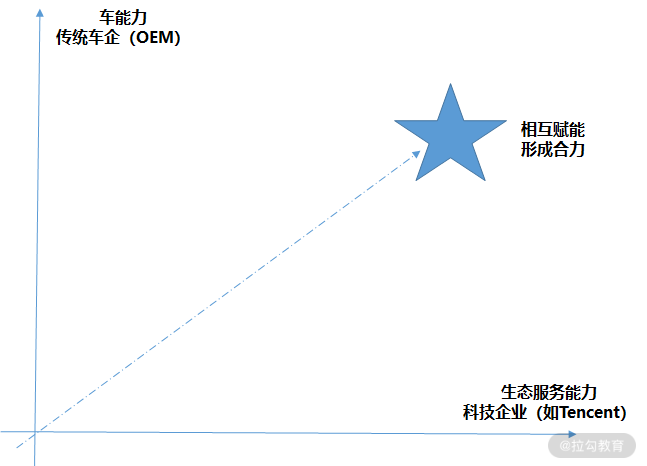 车能力
传统车企（OEM）
相互赋能
形成合力
生态服务能力
科技企业（如Tencent）
@拉勾教育